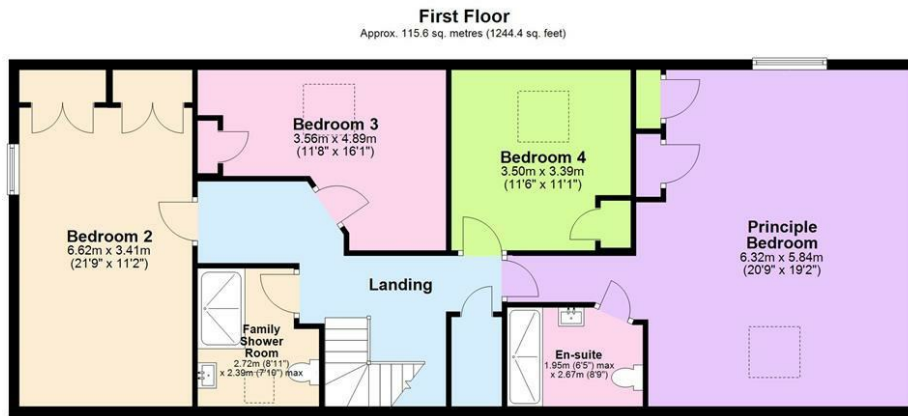 First Floor
Approx. 115.6 sq. metres (1244.4 sq. feet)
Bedroom 3
3.56m x 4.89m
(11'8" x 16'1")
Bedroom 4
3.50m x 3.39m
(11'6" x 11'1")
Bedroom 2
6.62m x 3.41m
(21'9" x 11'2")
Principle
Bedroom
6.32m x 5.84m
(20'9" x 19'2")
Landing
Family
Shower
Room
2.72m (8'11")
x 2.39m (7'10") max
En-suite
1.95m (6'5") max
x 2.67m (8'9")